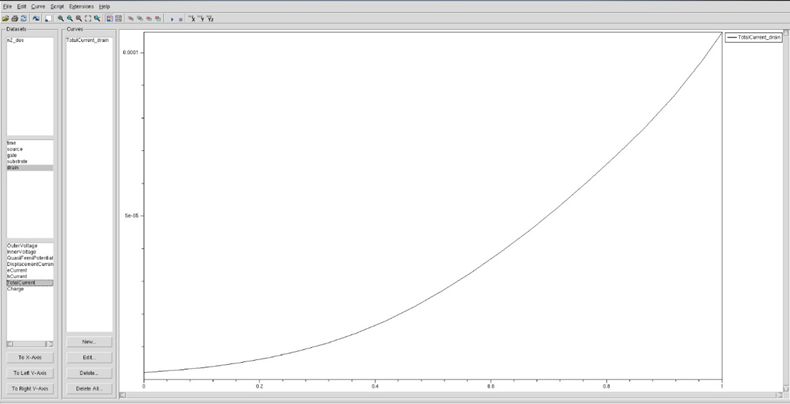 File Edit Curve Script Extensions Help
Datasets
Curves
n2_des
TotalCurrent_drain
time
source
gate
substrate
drain
OuterVoltage
InnerVoltage
QuasiFermiPotential
DisplacementCurren
eCurrent
hCurrent
TotalCurrent
Charge
To X-Axis
To Left Y-Axis
To Right Y-Axis
New...
Edit...
Delete...
Delete All...
0.0001
5e-05
0
0.2
0.4
0.6
0.8
1
TotalCurrent_drain